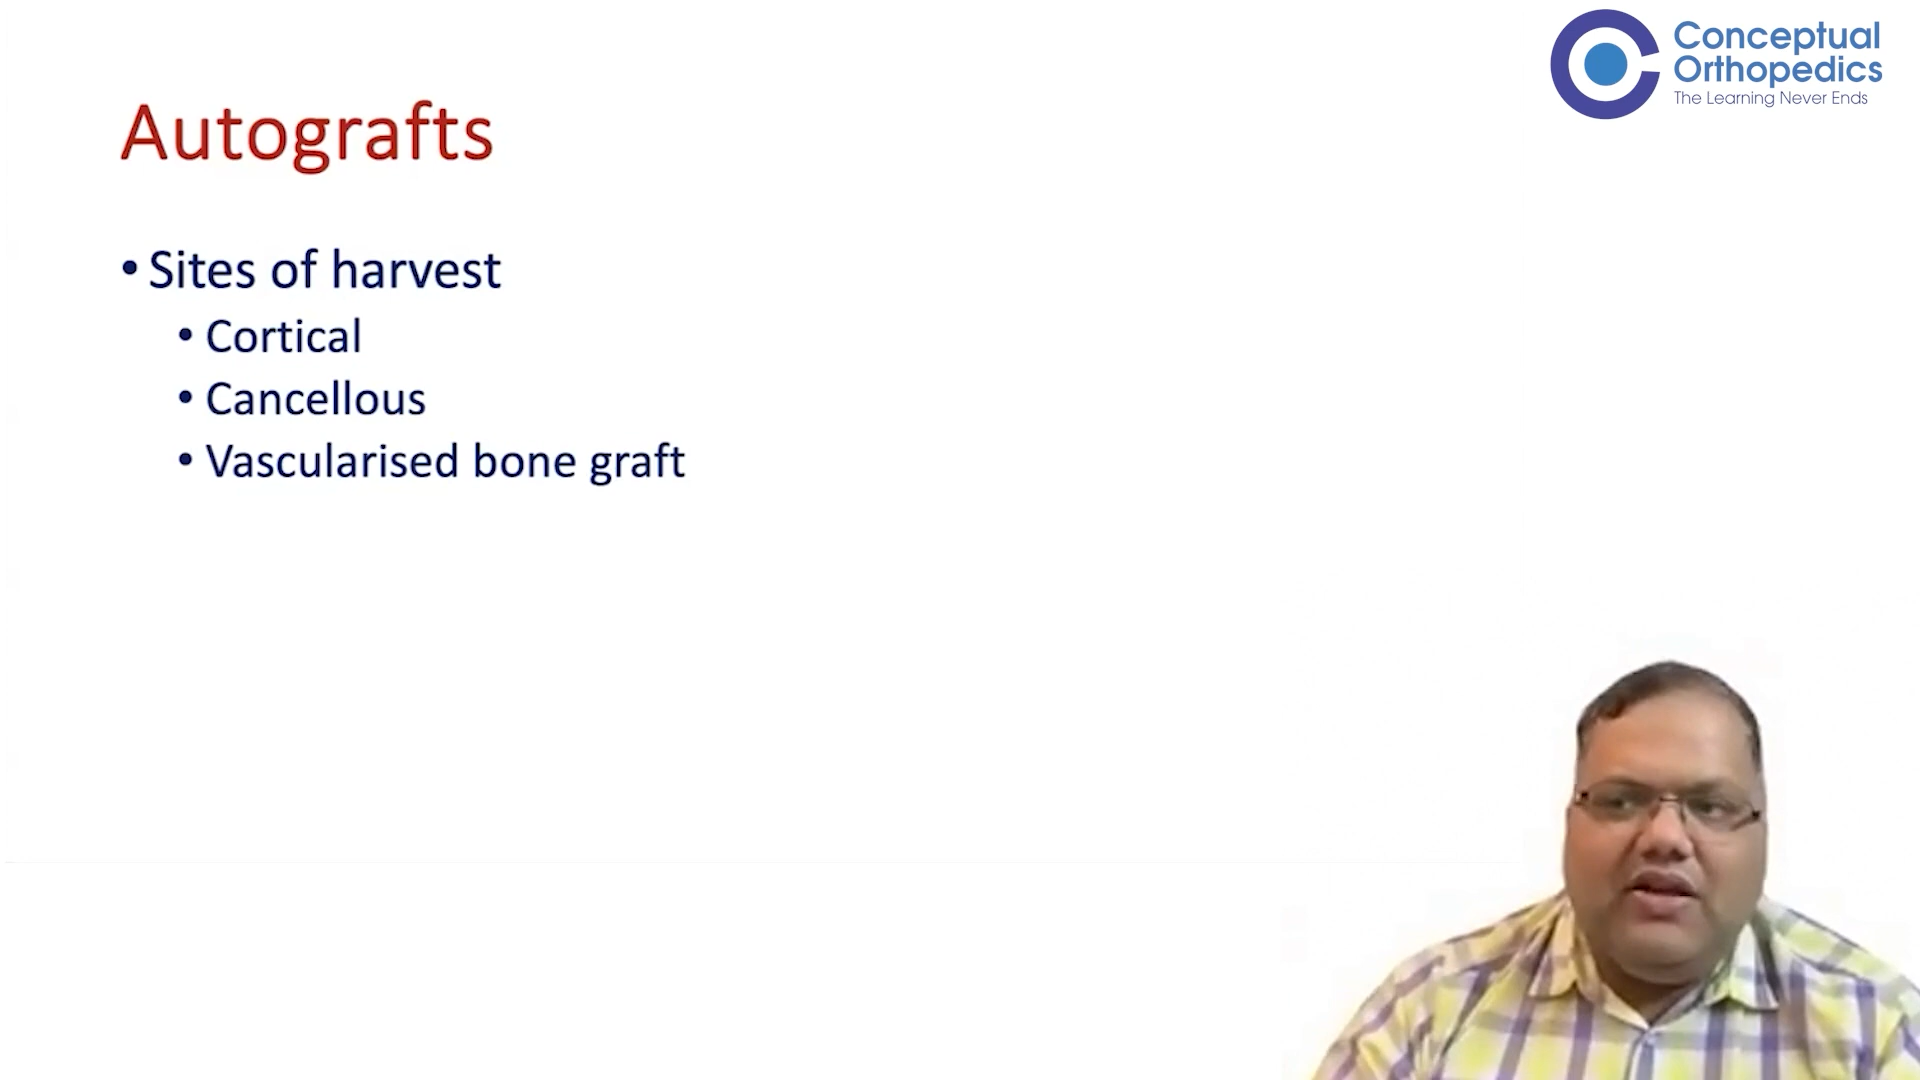 Conceptual
Orthopedics
The Learning Never Ends
Autografts
• Sites of harvest
• Cortical
• Cancellous
• Vascularised bone graft